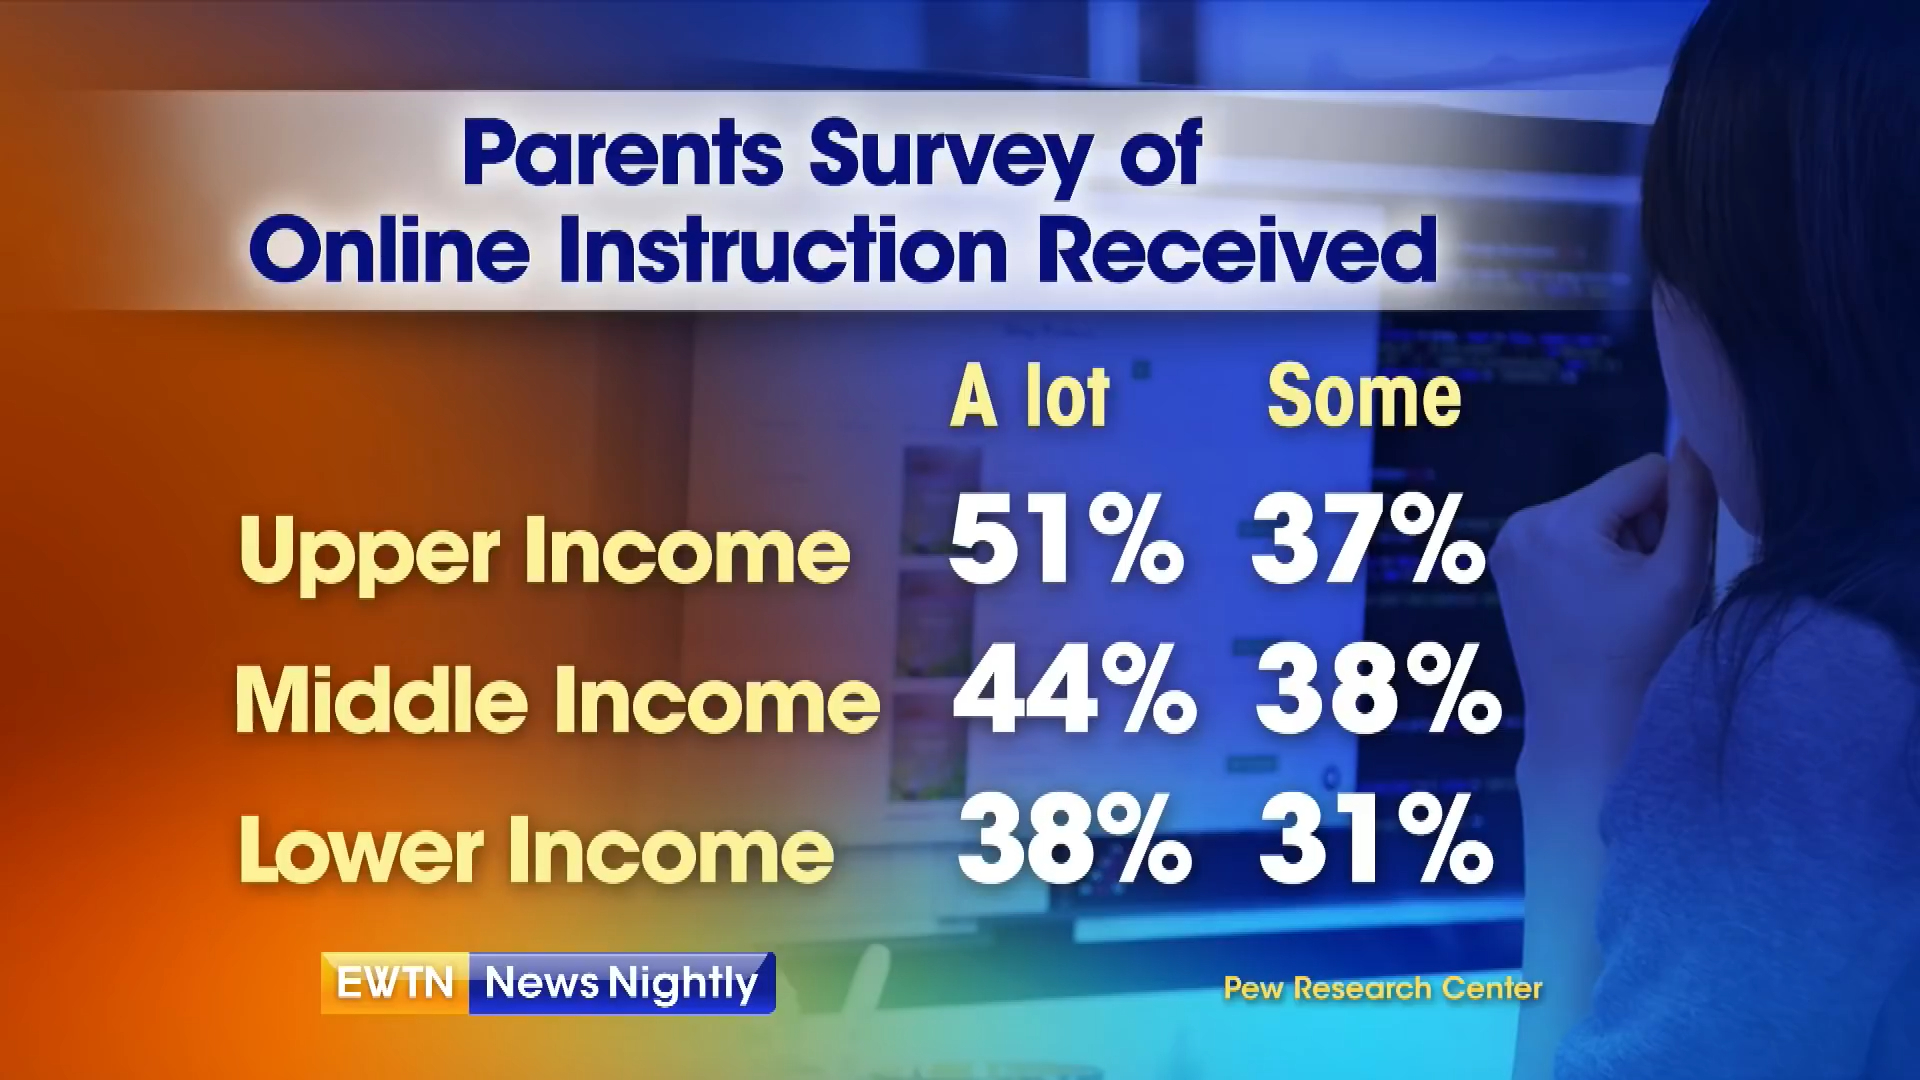 Parents Survey of
Online Instruction Received
A lot Some
Upper Income 51% 37%
Middle Income 44% 38%
Lower Income 38% 31%
EWTN News Nightly
Pew Research Center